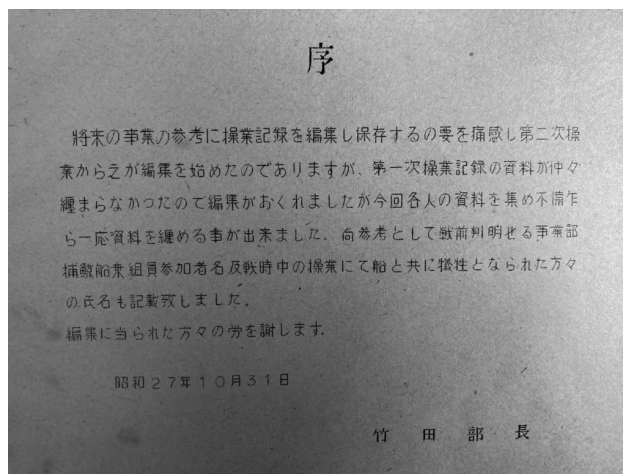 序
将来の事業の参考に操業記録を編集し保存するの要を痛感し第二次操
業から之が編集を始めたのでありますが、第一次操業記録の資料が仲々
纏まらなかつたので編集がおくれましたが今回各人の資料を集め不備乍
ら一応資料を纏める事が出来ました。尚参考として戦前判明せる事業部
捕鯨船乗組員参加者名及戦時中の操業にて船と共に犠牲となられた方々
の氏名も記載致しました。
編集に当られた方々の労を謝します。
昭和27年10月31日
竹田部長